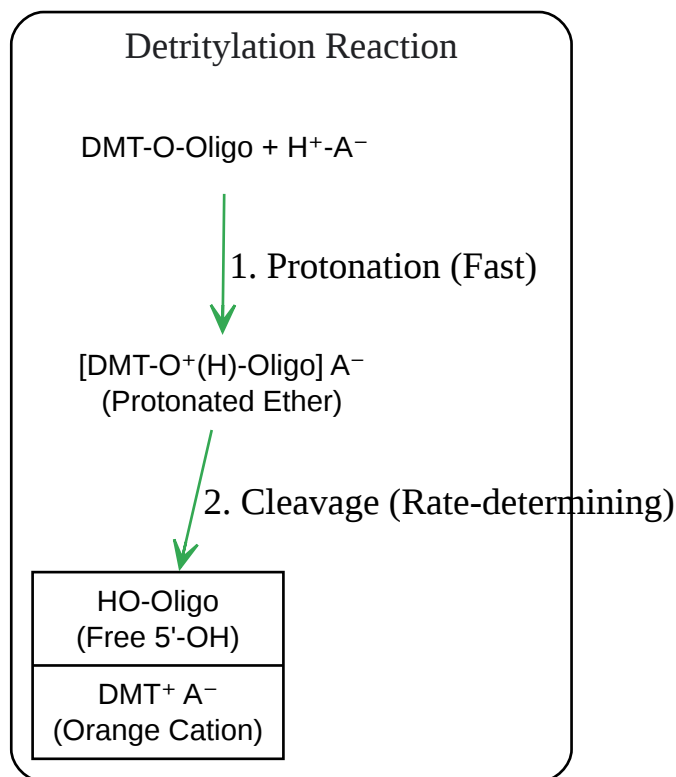 Detritylation Reaction
DMT-O-Oligo + H⁺-A⁻
1. Protonation (Fast)
[DMT-O⁺(H)-Oligo] A⁻
(Protonated Ether)
2. Cleavage (Rate-determining)
HO-Oligo
(Free 5'-OH)
DMT⁺ A⁻
(Orange Cation)